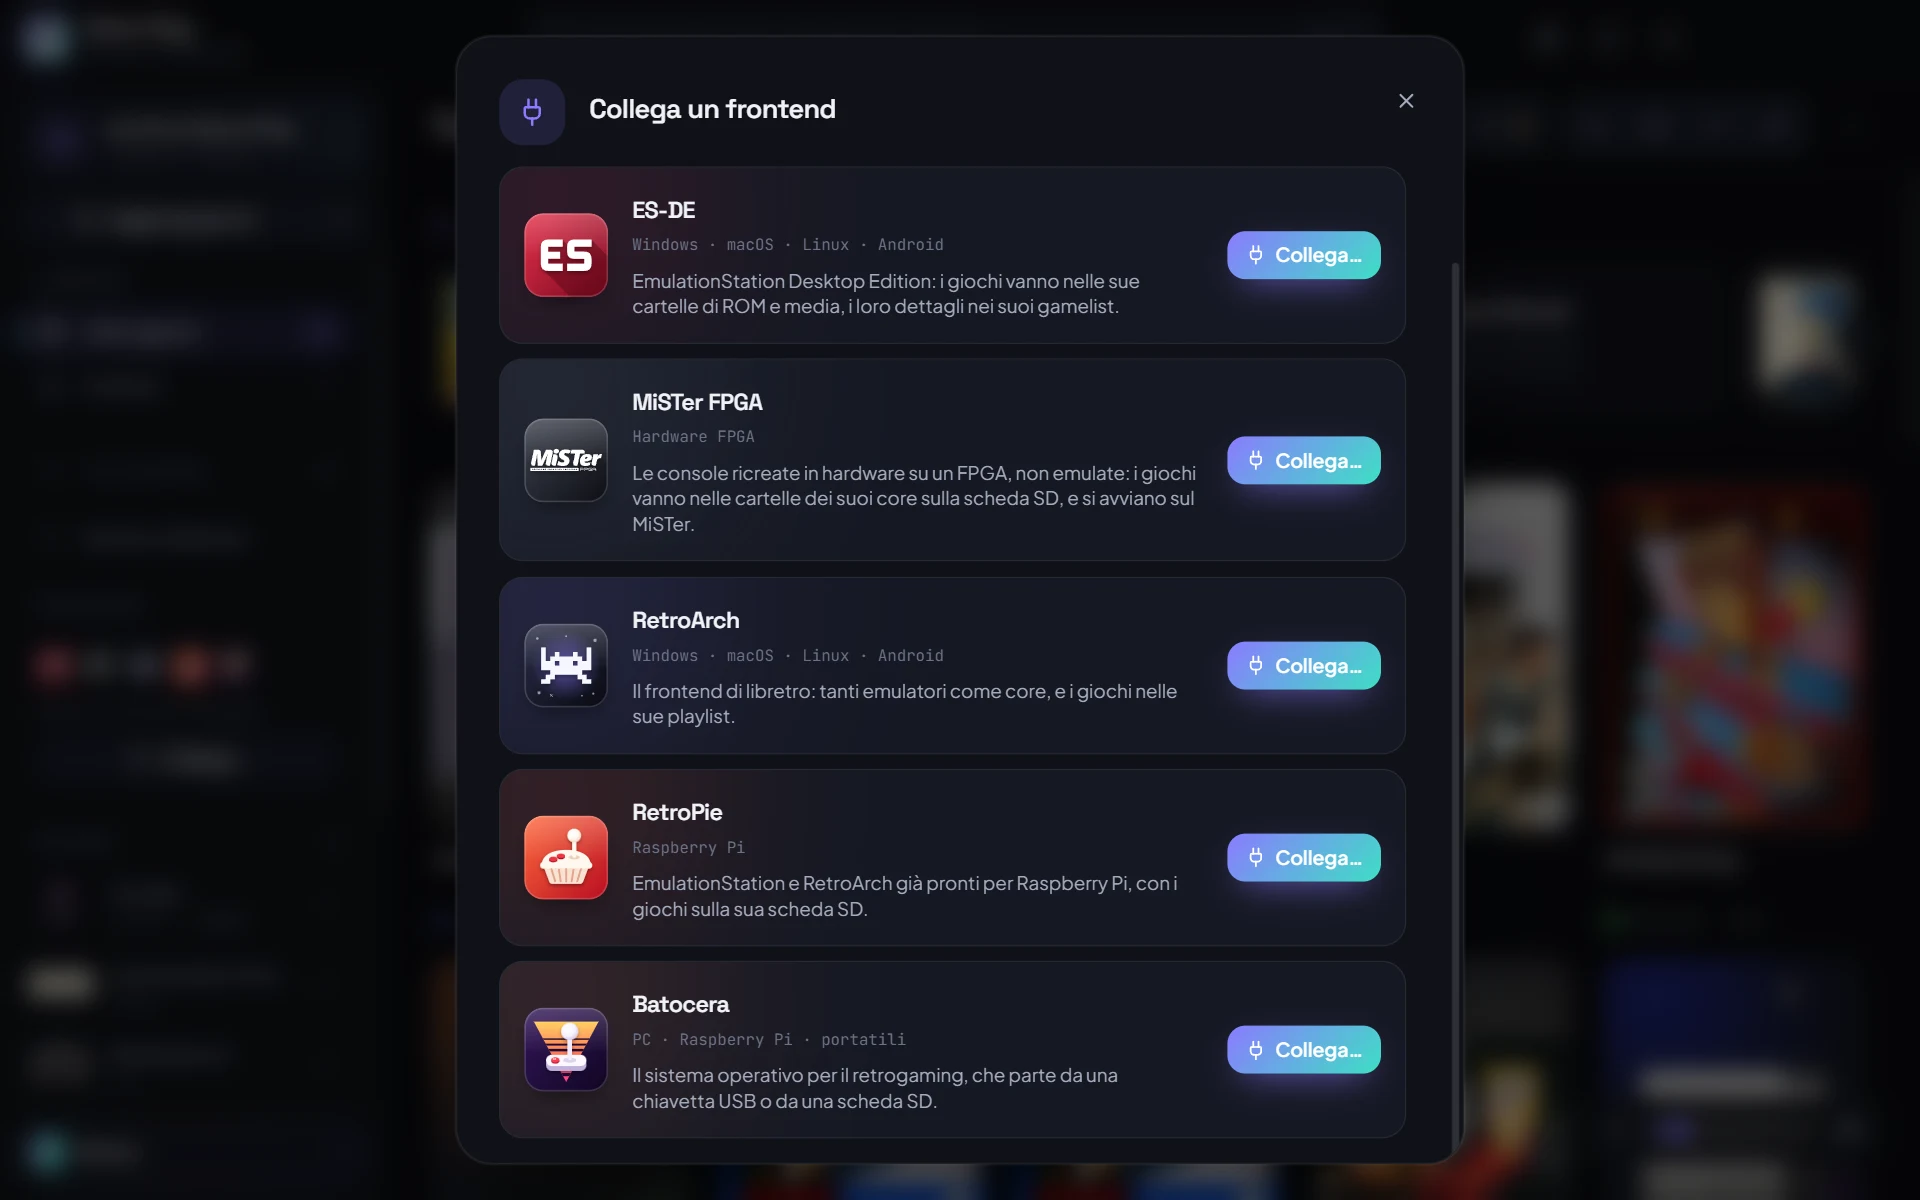 Collega un frontend
ES
ES-DE
Windows · macOS · Linux · Android
EmulationStation Desktop Edition: i giochi vanno nelle sue
cartelle di ROM e media, i loro dettagli nei suoi gamelist.
Collega...
MiSTer
MiSTer FPGA
Hardware FPGA
Le console ricreate in hardware su un FPGA, non emulate: i giochi
vanno nelle cartelle dei suoi core sulla scheda SD, e si avviano sul
MiSTer.
Collega...
RetroArch
Windows · macOS · Linux · Android
Il frontend di libretro: tanti emulatori come core, e i giochi nelle
sue playlist.
Collega...
RetroPie
Raspberry Pi
EmulationStation e RetroArch già pronti per Raspberry Pi, con i
giochi sulla sua scheda SD.
Collega...
Batocera
PC · Raspberry Pi · portatili
Il sistema operativo per il retrogaming, che parte da una
chiavetta USB o da una scheda SD.
Collega...